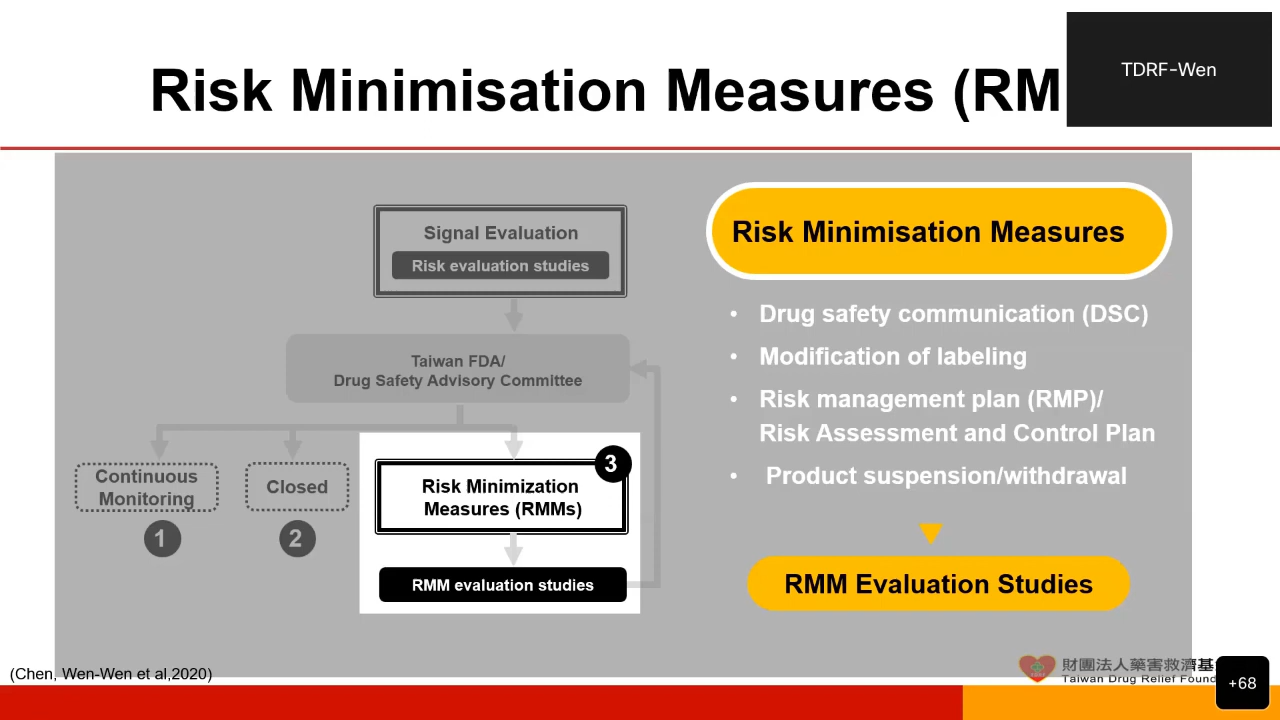 Risk Minimisation Measures (RM
TDRF-Wen
Signal Evaluation
Risk evaluation studies
Taiwan FDA/
Drug Safety Advisory Committee
Continuous
Monitoring
1
Closed
2
3
Risk Minimization
Measures (RMMs)
RMM evaluation studies
Risk Minimisation Measures
• Drug safety communication (DSC)
• Modification of labeling
• Risk management plan (RMP)/
Risk Assessment and Control Plan
• Product suspension/withdrawal
RMM Evaluation Studies
(Chen, Wen-Wen et al,2020)
財團法人藥害救濟基
Taiwan Drug Relief Found
+68